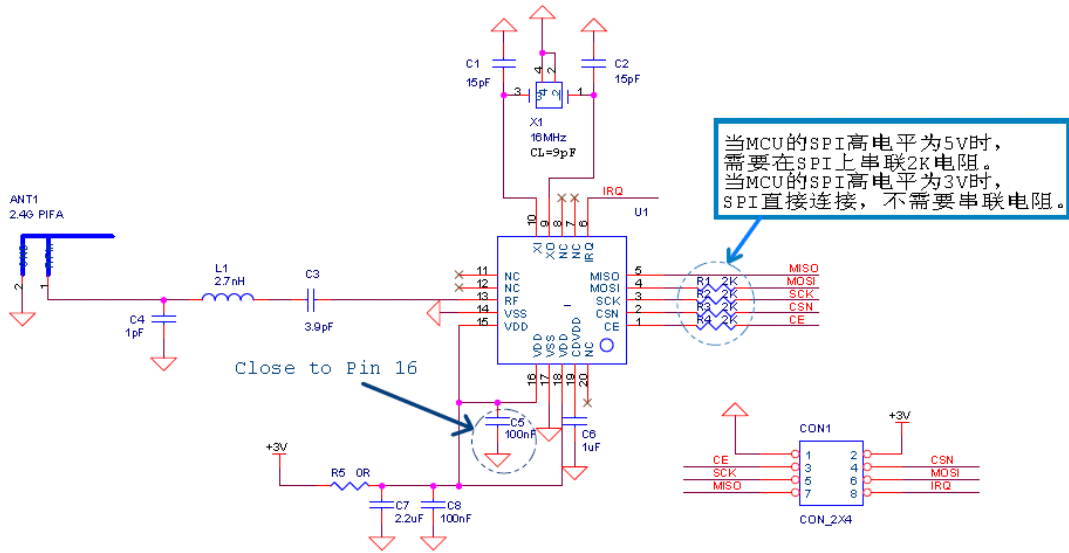 C1
15pF
C2
15pF
4
2
3
3
4
2
1
X1
16MHz
CL=9pF
当MCU的SPI高电平为5V时,
需要在SPI上串联2K电阻。
当MCU的SPI高电平为3V时,
SPI直接连接, 不需要串联电阻。
ANT1
2.4G PIFA
2
1
L1
2.7nH
C3
3.9pF
C4
1pF
IRQ
U1
10
9
8
7
6
XI
XO
NC
NC
IRQ
11 NC
12 NC
13 RF
14 VSS
15 VDD
MISO 5 MISO
MOSI 4 R1 2K MOSI
SCK 3 R2 2K SCK
CSN 2 R3 2K CSN
CE 1 R4 2K CE
VDD
VSS
VDD
CDVDD
NC
16
17
18
19
20
Close to Pin 16
C5
100nF
C6
1uF
+3V
R5 0R
C7
2.2uF
C8
100nF
CON1
+3V
1 2
CE 3 4 CSN
SCK 5 6 MOSI
MISO 7 8 IRQ
CON_2X4